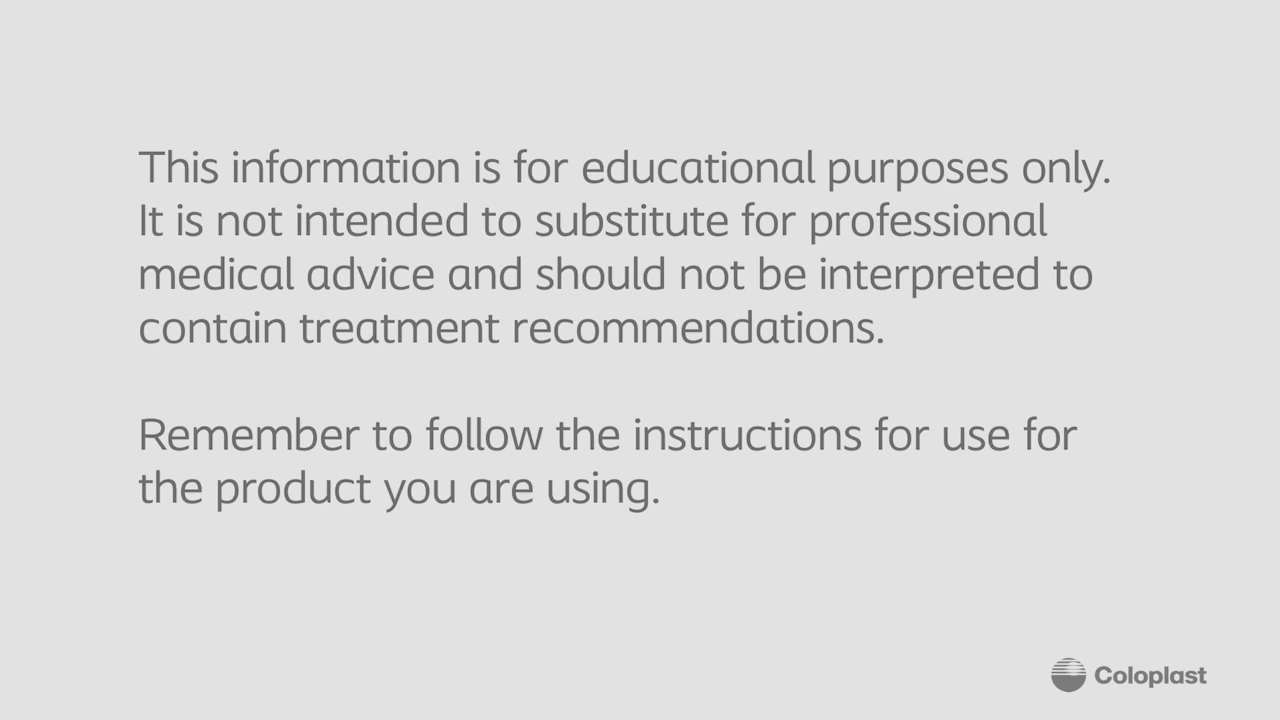 This information is for educational purposes only.
It is not intended to substitute for professional
medical advice and should not be interpreted to
contain treatment recommendations.
Remember to follow the instructions for use for
the product you are using.
Coloplast